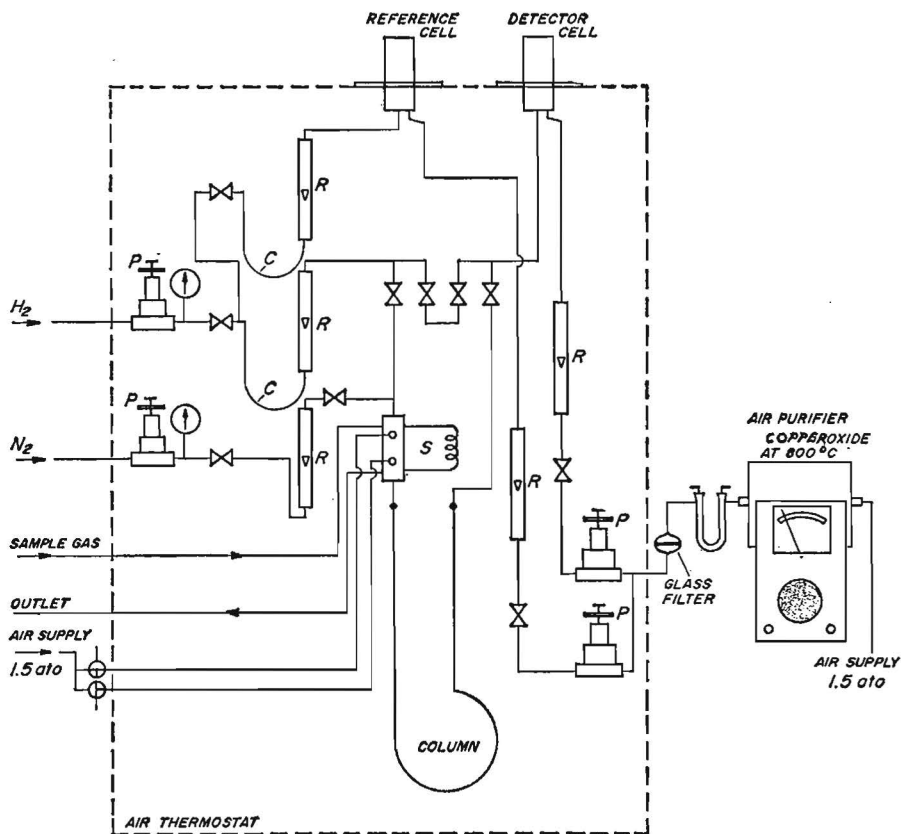 REFERENCE
CELL
DETECTOR
CELL
R
C
P
H2
R
C
P
N2
R
S
R
R
AIR PURIFIER
COPPEROXIDE
AT 800°C
P
GLASS
FILTER
P
AIR SUPPLY
1.5 ato
SAMPLE GAS
OUTLET
AIR SUPPLY
1.5 ato
COLUMN
AIR THERMOSTAT